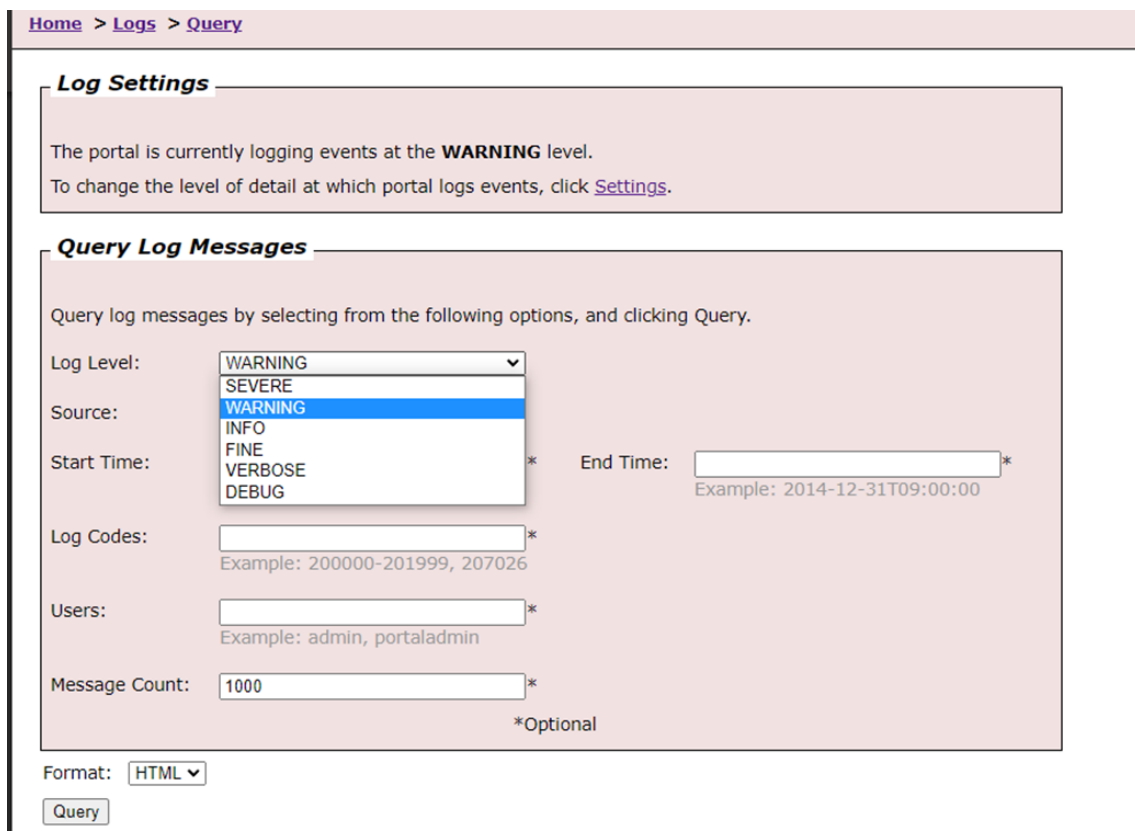 Home > Logs > Query
Log Settings
The portal is currently logging events at the WARNING level.
To change the level of detail at which portal logs events, click Settings.
Query Log Messages
Query log messages by selecting from the following options, and clicking Query.
Log Level: WARNING
SEVERE
Source: WARNING
INFO
FINE
Start Time: * End Time: *
VERBOSE
DEBUG Example: 2014-12-31T09:00:00
Log Codes: *
Example: 200000-201999, 207026
Users: *
Example: admin, portaladmin
Message Count: 1000 *
*Optional
Format: HTML
Query